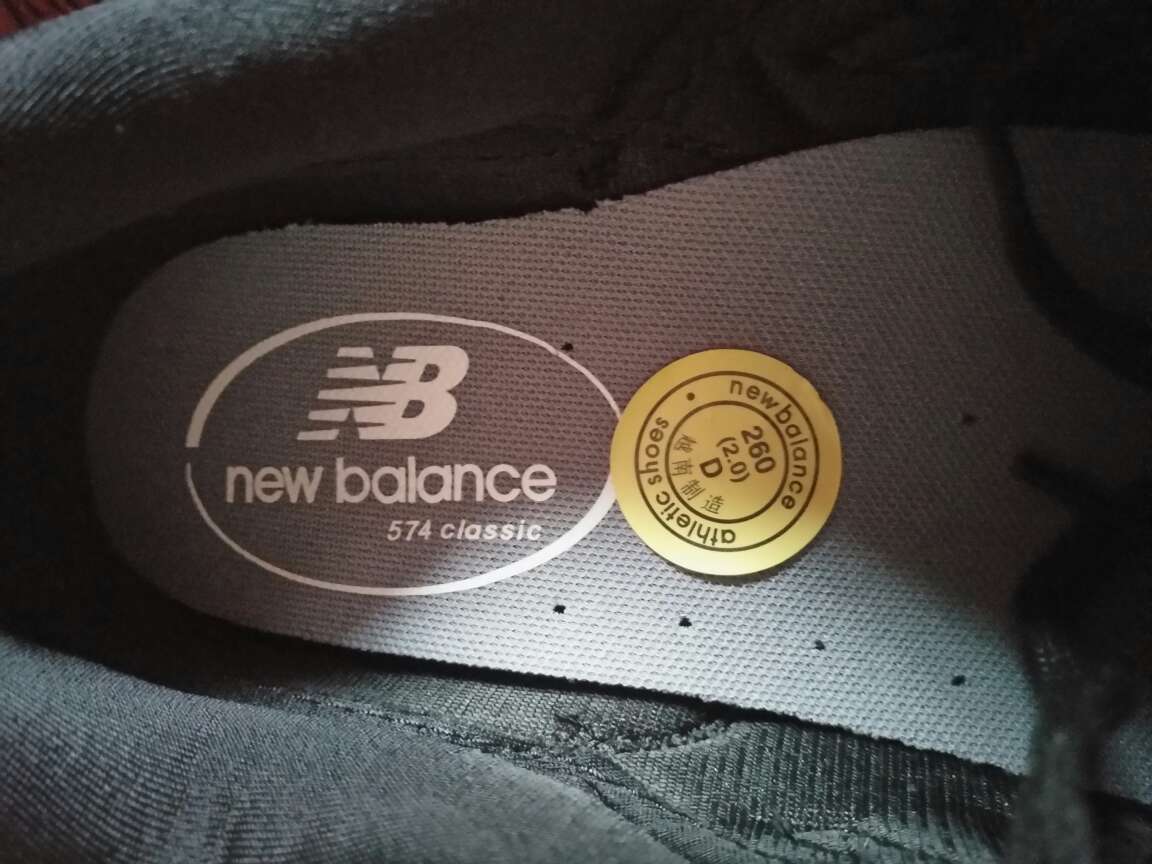 NB
new balance
574 classic
new balance
athletic shoes
260
(2.0)
D
越南制造